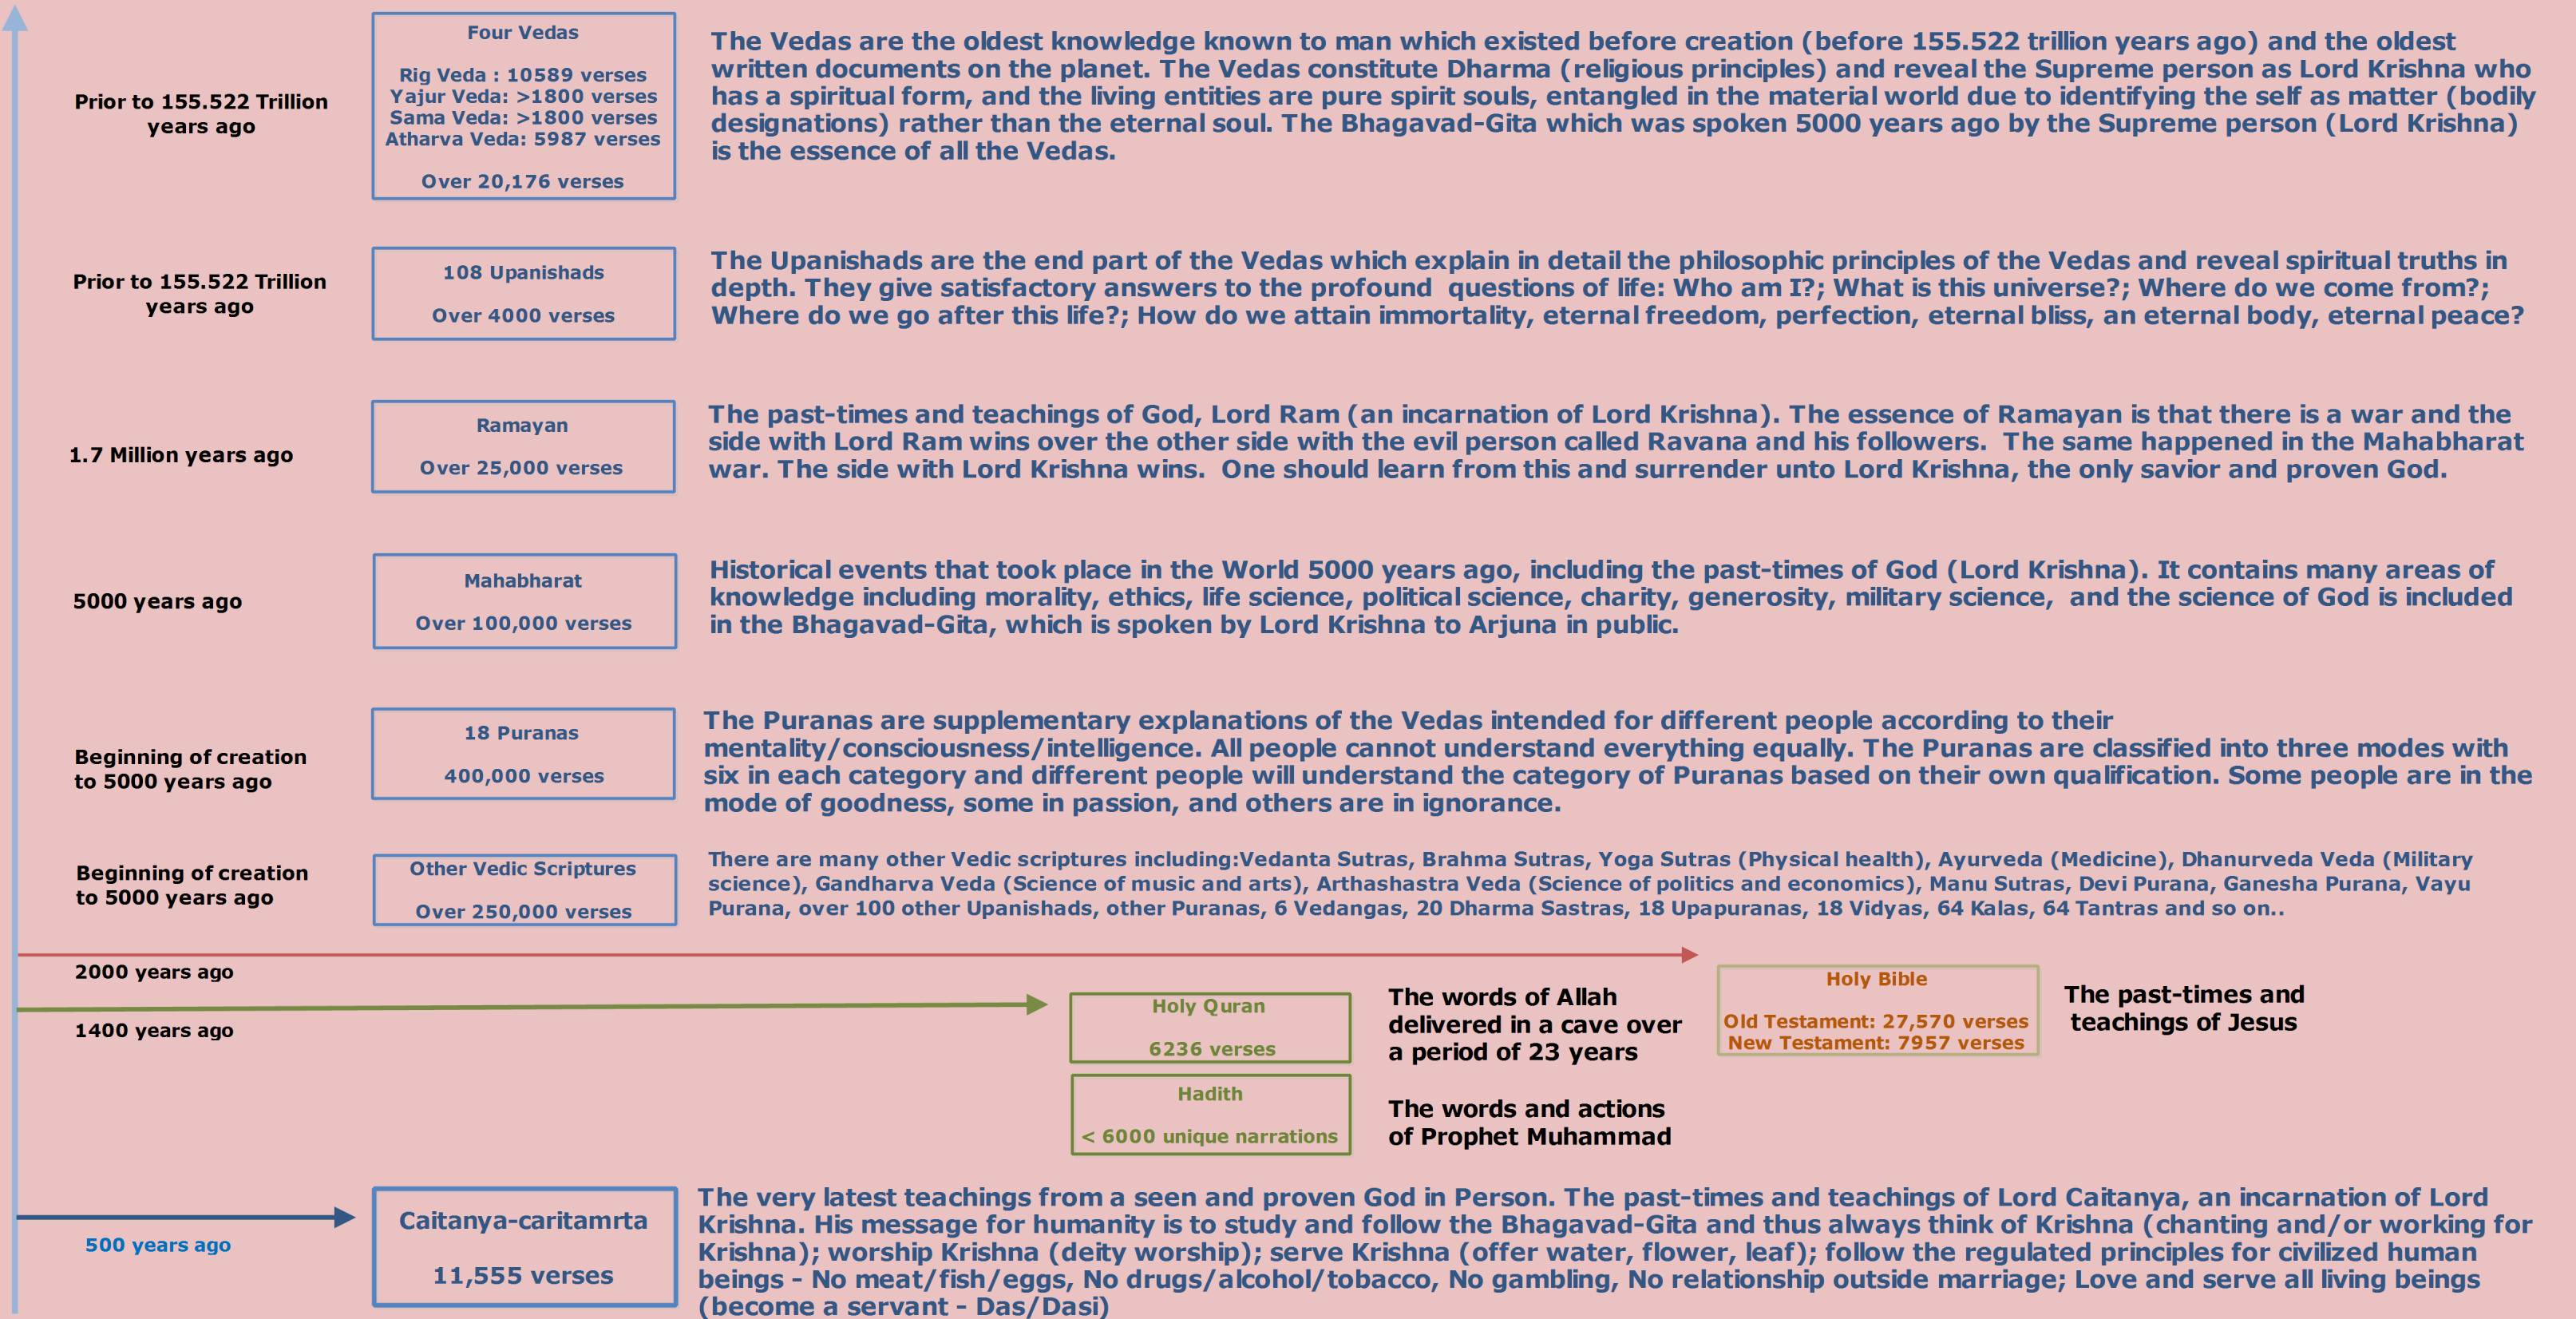 Four Vedas
Rig Veda : 10589 verses
Yajur Veda: >1800 verses
Sama Veda: >1800 verses
Atharva Veda: 5987 verses
Over 20,176 verses
Prior to 155.522 Trillion
years ago
The Vedas are the oldest knowledge known to man which existed before creation (before 155.522 trillion years ago) and the oldest
written documents on the planet. The Vedas constitute Dharma (religious principles) and reveal the Supreme person as Lord Krishna who
has a spiritual form, and the living entities are pure spirit souls, entangled in the material world due to identifying the self as matter (bodily
designations) rather than the eternal soul. The Bhagavad-Gita which was spoken 5000 years ago by the Supreme person (Lord Krishna)
is the essence of all the Vedas.
Prior to 155.522 Trillion
years ago
108 Upanishads
Over 4000 verses
The Upanishads are the end part of the Vedas which explain in detail the philosophic principles of the Vedas and reveal spiritual truths in
depth. They give satisfactory answers to the profound  questions of life: Who am I?; What is this universe?; Where do we come from?;
Where do we go after this life?; How do we attain immortality, eternal freedom, perfection, eternal bliss, an eternal body, eternal peace?
1.7 Million years ago
Ramayan
Over 25,000 verses
The past-times and teachings of God, Lord Ram (an incarnation of Lord Krishna). The essence of Ramayan is that there is a war and the
side with Lord Ram wins over the other side with the evil person called Ravana and his followers.  The same happened in the Mahabharat
war. The side with Lord Krishna wins.  One should learn from this and surrender unto Lord Krishna, the only savior and proven God.
5000 years ago
Mahabharat
Over 100,000 verses
Historical events that took place in the World 5000 years ago, including the past-times of God (Lord Krishna). It contains many areas of
knowledge including morality, ethics, life science, political science, charity, generosity, military science,  and the science of God is included
in the Bhagavad-Gita, which is spoken by Lord Krishna to Arjuna in public.
Beginning of creation
to 5000 years ago
18 Puranas
400,000 verses
The Puranas are supplementary explanations of the Vedas intended for different people according to their
mentality/consciousness/intelligence. All people cannot understand everything equally. The Puranas are classified into three modes with
six in each category and different people will understand the category of Puranas based on their own qualification. Some people are in the
mode of goodness, some in passion, and others are in ignorance.
Beginning of creation
to 5000 years ago
Other Vedic Scriptures
Over 250,000 verses
There are many other Vedic scriptures including:Vedanta Sutras, Brahma Sutras, Yoga Sutras (Physical health), Ayurveda (Medicine), Dhanurveda Veda (Military
science), Gandharva Veda (Science of music and arts), Arthashastra Veda (Science of politics and economics), Manu Sutras, Devi Purana, Ganesha Purana, Vayu
Purana, over 100 other Upanishads, other Puranas, 6 Vedangas, 20 Dharma Sastras, 18 Upapuranas, 18 Vidyas, 64 Kalas, 64 Tantras and so on..
2000 years ago
Holy Bible
Old Testament: 27,570 verses
New Testament: 7957 verses
The past-times and
teachings of Jesus
1400 years ago
Holy Quran
6236 verses
The words of Allah
delivered in a cave over
a period of 23 years
Hadith
< 6000 unique narrations
The words and actions
of Prophet Muhammad
500 years ago
Caitanya-caritamrta
11,555 verses
The very latest teachings from a seen and proven God in Person. The past-times and teachings of Lord Caitanya, an incarnation of Lord
Krishna. His message for humanity is to study and follow the Bhagavad-Gita and thus always think of Krishna (chanting and/or working for
Krishna); worship Krishna (deity worship); serve Krishna (offer water, flower, leaf); follow the regulated principles for civilized human
beings - No meat/fish/eggs, No drugs/alcohol/tobacco, No gambling, No relationship outside marriage; Love and serve all living beings
(become a servant - Das/Dasi)